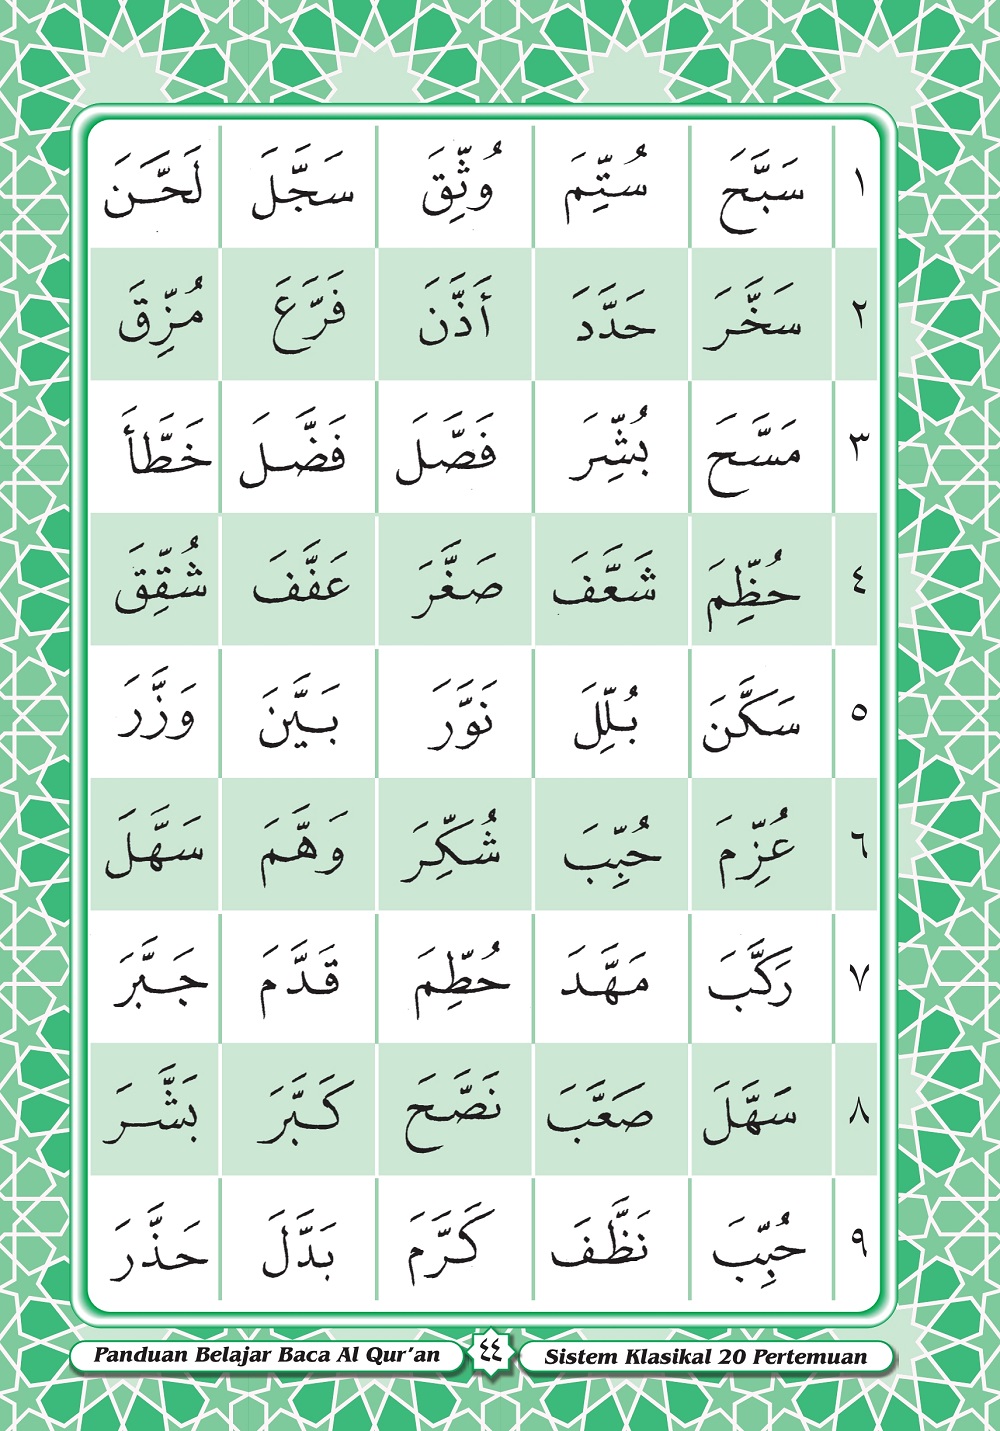 ١ سَبَّحَ سُتِّمَ وُثِّقَ سَجَّلَ لَحَّنَ
٢ سَخَّرَ حَدَّدَ أَذَّنَ فَرَّعَ مُزِّقَ
٣ مَسَّحَ بُشِّرَ فَصَّلَ فَضَّلَ خَطَّأَ
٤ حُظِّمَ شَعَّفَ صَغَّرَ عَفَّفَ شُقِّقَ
٥ سَكَّنَ بُلِّلَ نَوَّرَ بَيَّنَ وَزَّرَ
٦ عُزِّمَ حُبِّبَ شُكِّرَ وَهَّمَ سَهَّلَ
٧ رَكَّبَ مَهَّدَ حُطِّمَ قَدَّمَ جَبَّرَ
٨ سَهَّلَ صَعَّبَ نَصَّحَ كَبَّرَ بَشَّرَ
٩ حُبِّبَ نَظَّفَ كَرَّمَ بَدَّلَ حَذَّرَ
Panduan Belajar Baca Al Qur'an ٤٤ Sistem Klasikal 20 Pertemuan